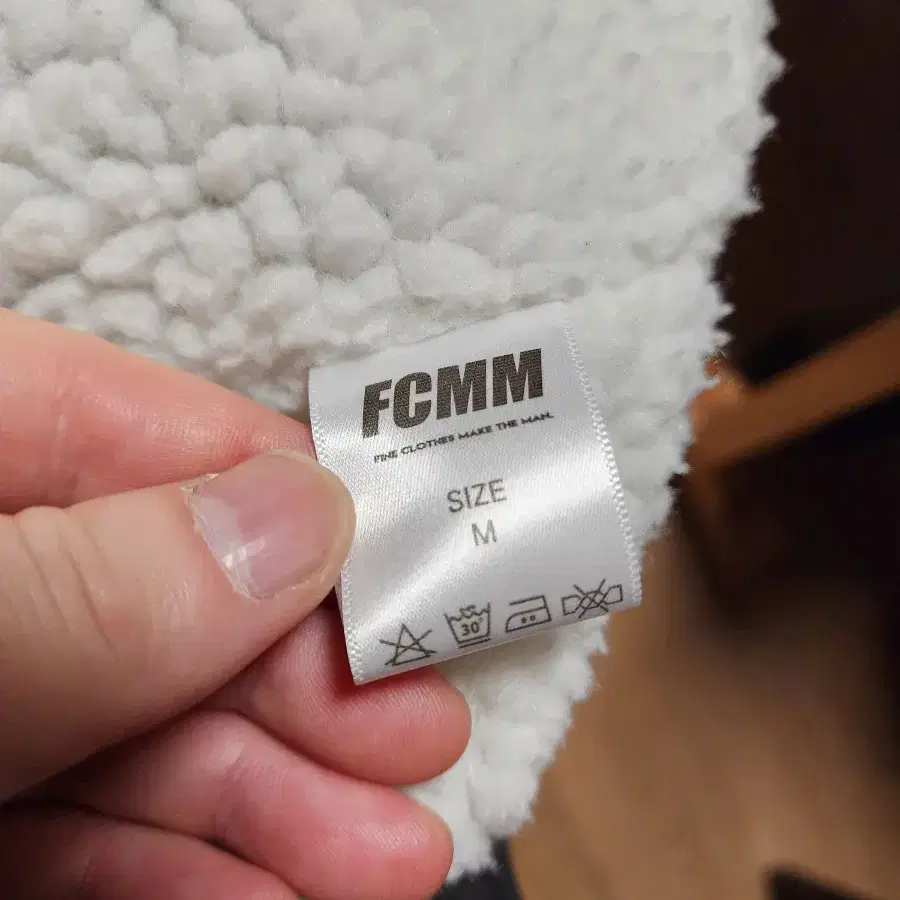 FCMM
FINE CLOTHES MAKE THE MAN.
SIZE
M
30°